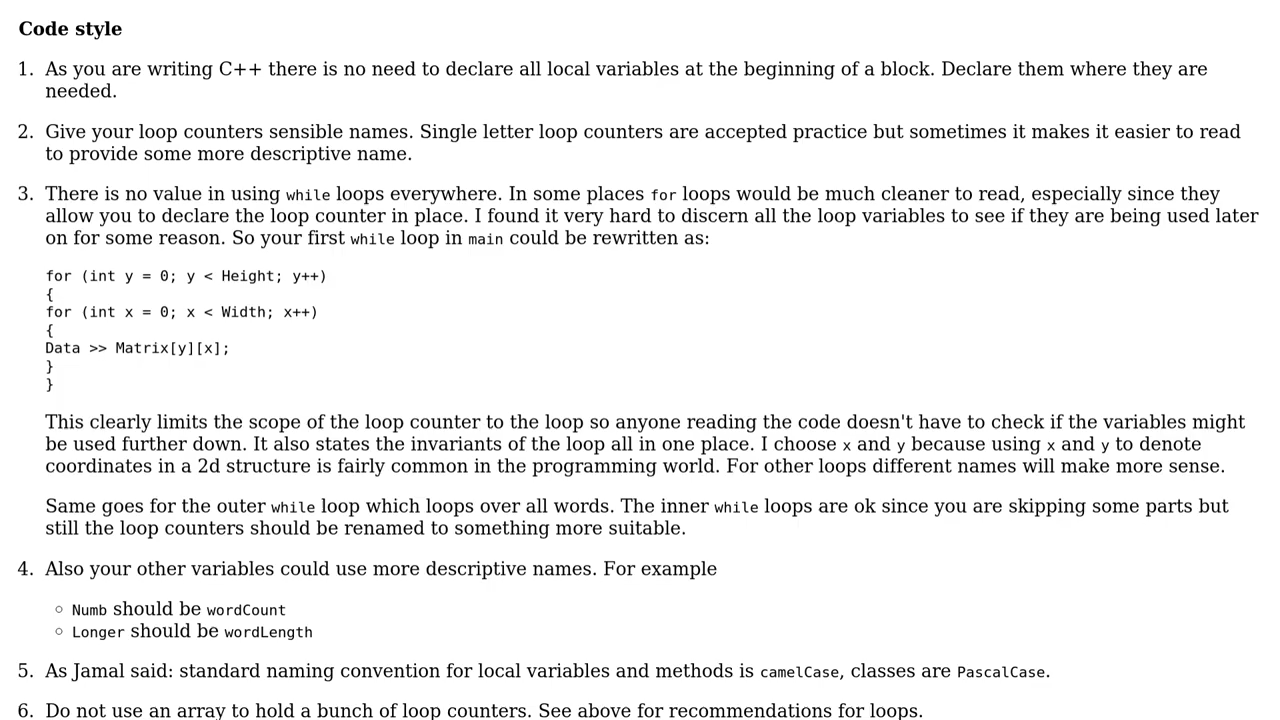 Code style
1. As you are writing C++ there is no need to declare all local variables at the beginning of a block. Declare them where they are
needed.
2. Give your loop counters sensible names. Single letter loop counters are accepted practice but sometimes it makes it easier to read
to provide some more descriptive name.
3. There is no value in using while loops everywhere. In some places for loops would be much cleaner to read, especially since they
allow you to declare the loop counter in place. I found it very hard to discern all the loop variables to see if they are being used later
on for some reason. So your first while loop in main could be rewritten as:
for (int y = 0; y < Height; y++)
{
for (int x = 0; x < Width; x++)
{
Data >> Matrix[y][x];
}
}
This clearly limits the scope of the loop counter to the loop so anyone reading the code doesn't have to check if the variables might
be used further down. It also states the invariants of the loop all in one place. I choose x and y because using x and y to denote
coordinates in a 2d structure is fairly common in the programming world. For other loops different names will make more sense.
Same goes for the outer while loop which loops over all words. The inner while loops are ok since you are skipping some parts but
still the loop counters should be renamed to something more suitable.
4. Also your other variables could use more descriptive names. For example
◦ Numb should be wordCount
◦ Longer should be wordLength
5. As Jamal said: standard naming convention for local variables and methods is camelCase, classes are PascalCase.
6. Do not use an array to hold a bunch of loop counters. See above for recommendations for loops.